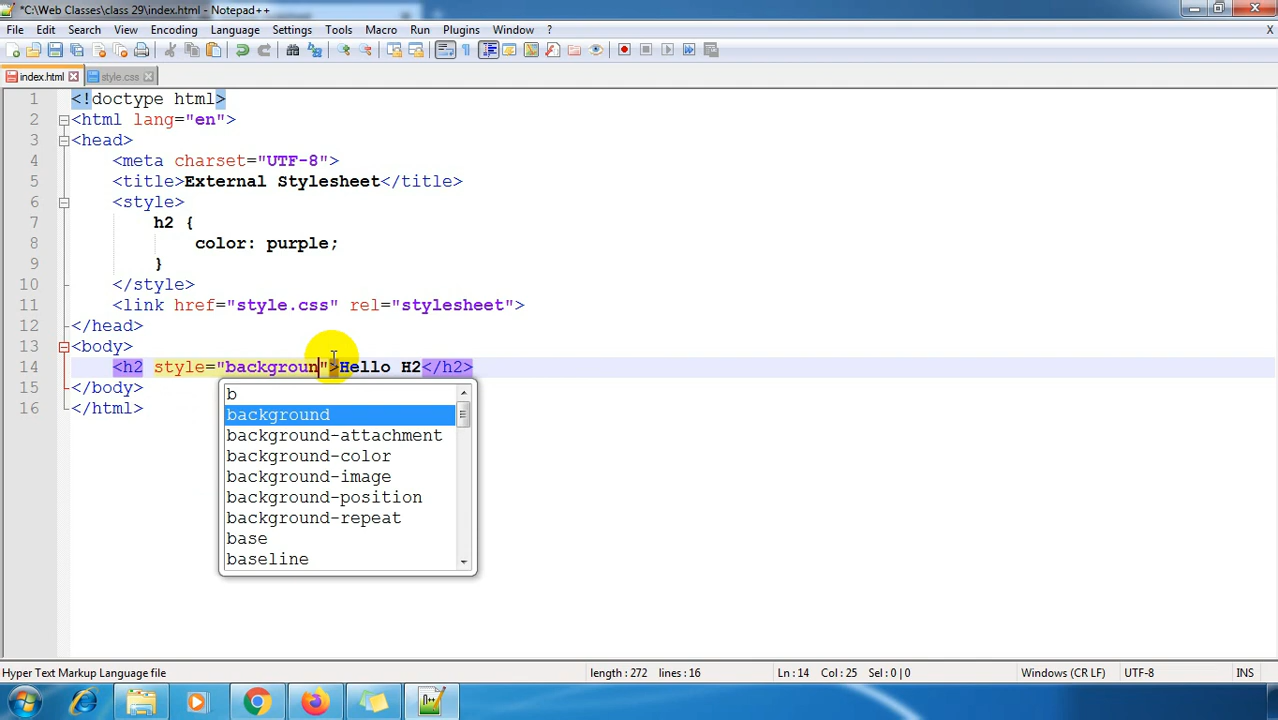 *C:\Web Classes\class 29\index.html - Notepad++
File Edit Search View Encoding Language Settings Tools Macro Run Plugins Window ? X
index.html style.css
1 <!doctype html>
2 <html lang="en">
3 <head>
4 <meta charset="UTF-8">
5 <title>External Stylesheet</title>
6 <style>
7 h2 {
8 color: purple;
9 }
10 </style>
11 <link href="style.css" rel="stylesheet">
12 </head>
13 <body>
14 <h2 style="backgroun">Hello H2</h2>
15 </body>
16 </html>
b
background
background-attachment
background-color
background-image
background-position
background-repeat
base
baseline
Hyper Text Markup Language file length : 272 lines : 16 Ln : 14 Col : 25 Sel : 0 | 0 Windows (CR LF) UTF-8 INS